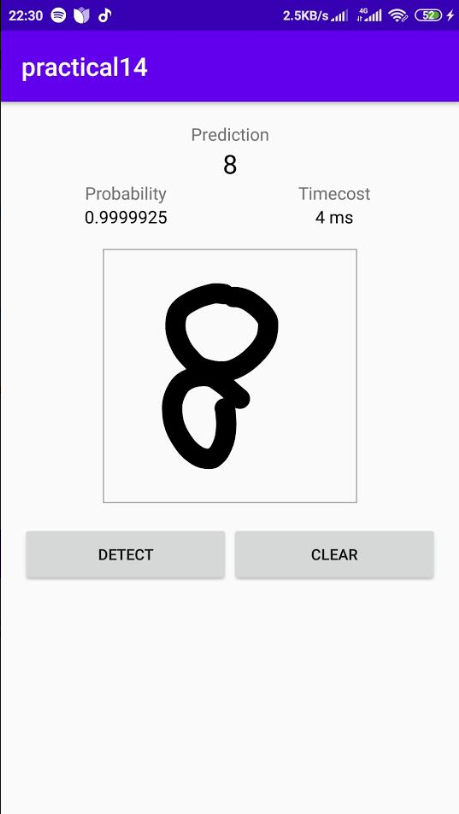 22:30 2.5KB/s 4G 52
practical14
Prediction
8
Probability Timecost
0.9999925 4 ms
8
DETECT CLEAR